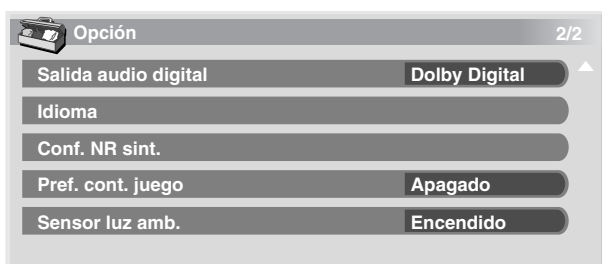 Opción 2/2
Salida audio digital Dolby Digital
Idioma
Conf. NR sint.
Pref. cont. juego Apagado
Sensor luz amb. Encendido